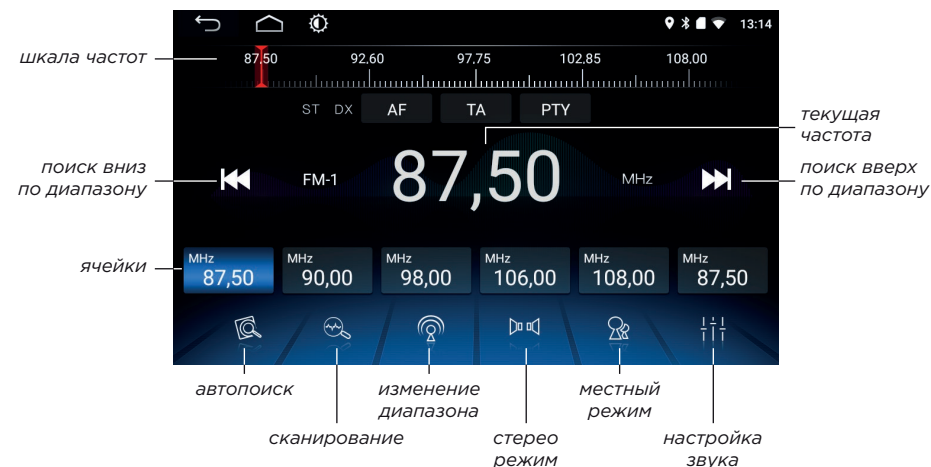 13:14
шкала частот
87,50 92,60 97,75 102,85 108,00
ST DX AF TA PTY
текущая
частота
поиск вниз
по диапазону
FM-1 87,50 MHz
поиск вверх
по диапазону
ячейки
MHz MHz MHz MHz MHz MHz
87,50 90,00 98,00 106,00 108,00 87,50
автопоиск
изменение
диапазона
местный
режим
сканирование
стерео
режим
настройка
звука